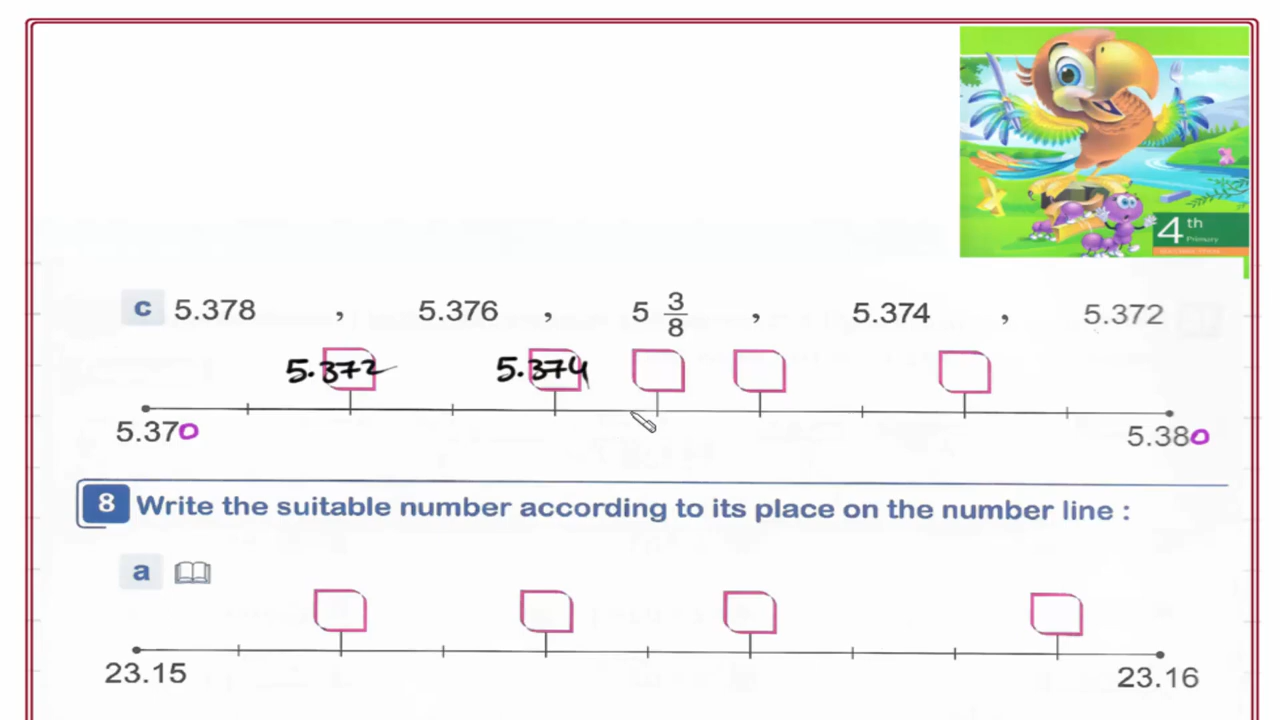 4th
Primary
c 5.378 , 5.376 , 5 3/8 , 5.374 , 5.372
5.372 5.374
5.370 5.380
8 Write the suitable number according to its place on the number line :
a
23.15 23.16